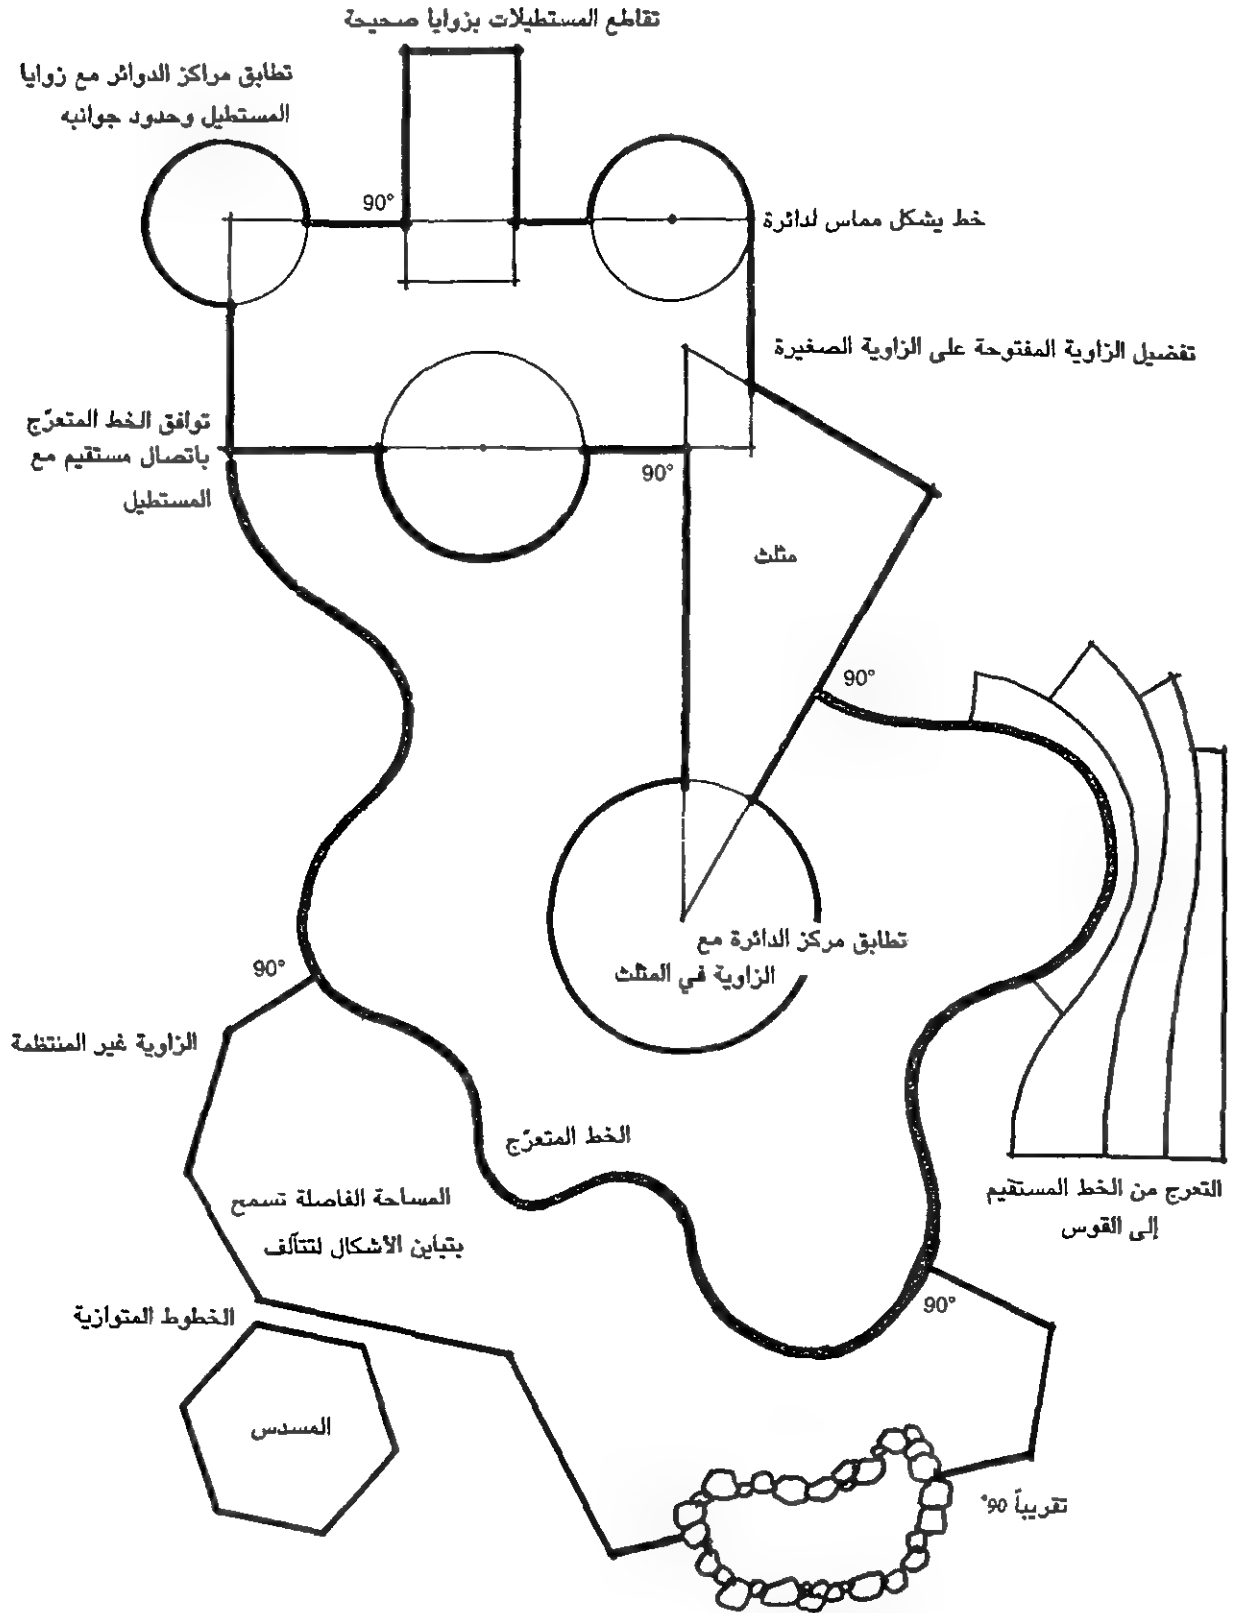 تقاطع المستطيلات بزوايا صحيحة
تطابق مراكز الدوائر مع زوايا
المستطيل وحدود جوانبه
90°
خط يشكل مماس لدائرة
تفضيل الزاوية المفتوحة على الزاوية الصغيرة
توافق الخط المتعرّج
باتصال مستقيم مع
المستطيل
90°
مثلث
90°
تطابق مركز الدائرة مع
الزاوية في المثلث
90°
الزاوية غير المنتظمة
الخط المتعرّج
التعرج من الخط المستقيم
إلى القوس
المساحة الفاصلة تسمح
بتباين الأشكال لتتآلف
90°
الخطوط المتوازية
المسدس
تقريباً 90°